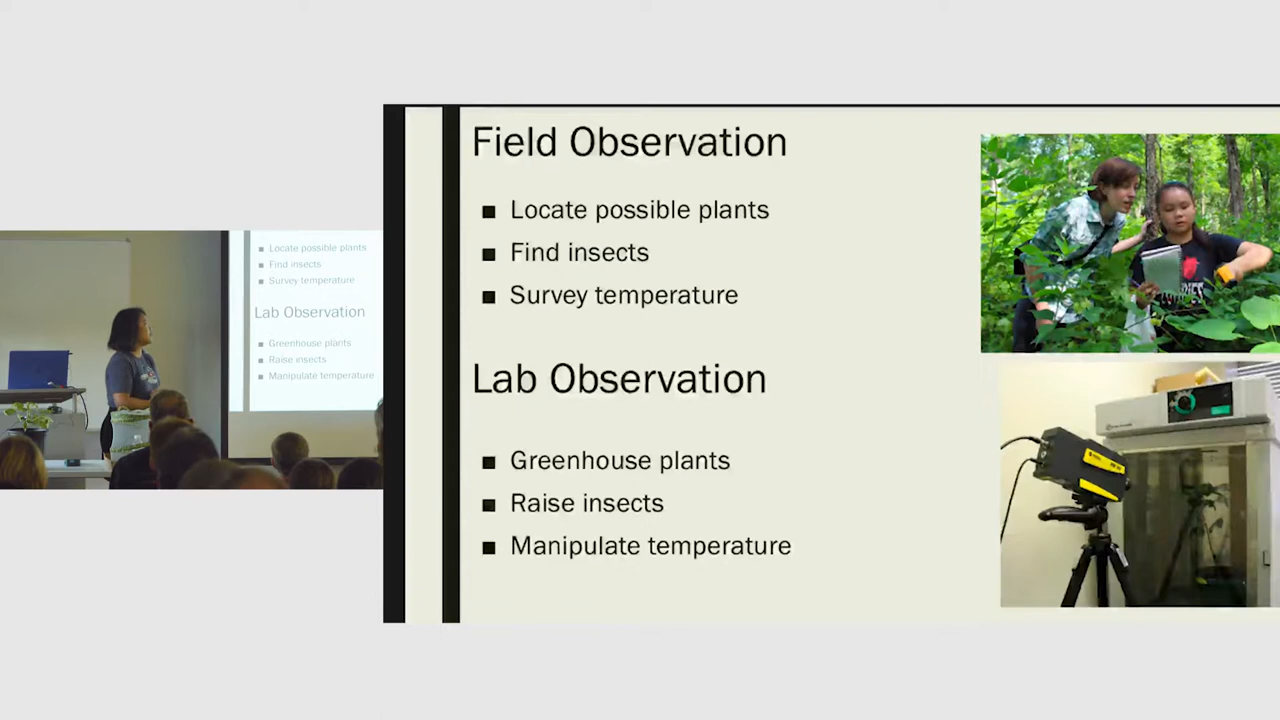 Field Observation
Locate possible plants
Find insects
Survey temperature
Lab Observation
Greenhouse plants
Raise insects
Manipulate temperature
Locate possible plants
Find insects
Survey temperature
Lab Observation
Greenhouse plants
Raise insects
Manipulate temperature